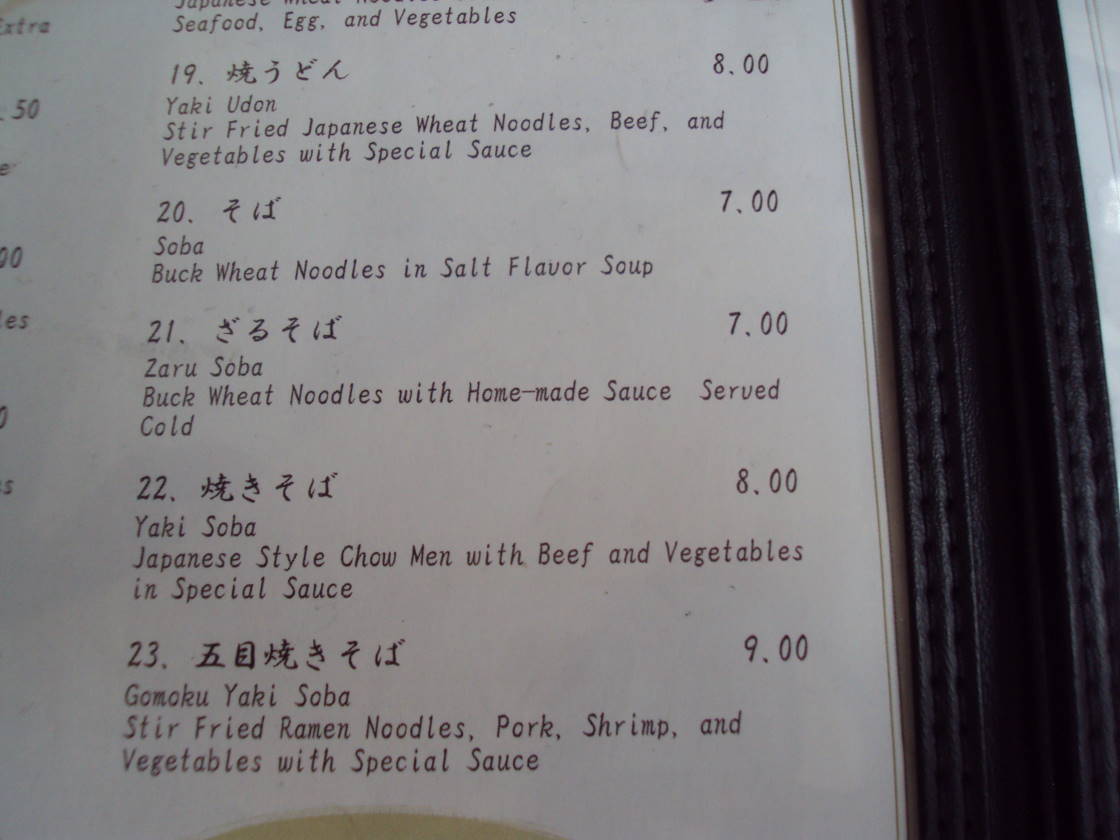 Extra
50
00
les
Seafood, Egg, and Vegetables
19. 焼うどん 8.00
Yaki Udon
Stir Fried Japanese Wheat Noodles, Beef, and
Vegetables with Special Sauce
20. そば 7.00
Soba
Buck Wheat Noodles in Salt Flavor Soup
21. ざるそば 7.00
Zaru Soba
Buck Wheat Noodles with Home-made Sauce Served
Cold
22. 焼きそば 8.00
Yaki Soba
Japanese Style Chow Men with Beef and Vegetables
in Special Sauce
23. 五目焼きそば 9.00
Gomoku Yaki Soba
Stir Fried Ramen Noodles, Pork, Shrimp, and
Vegetables with Special Sauce